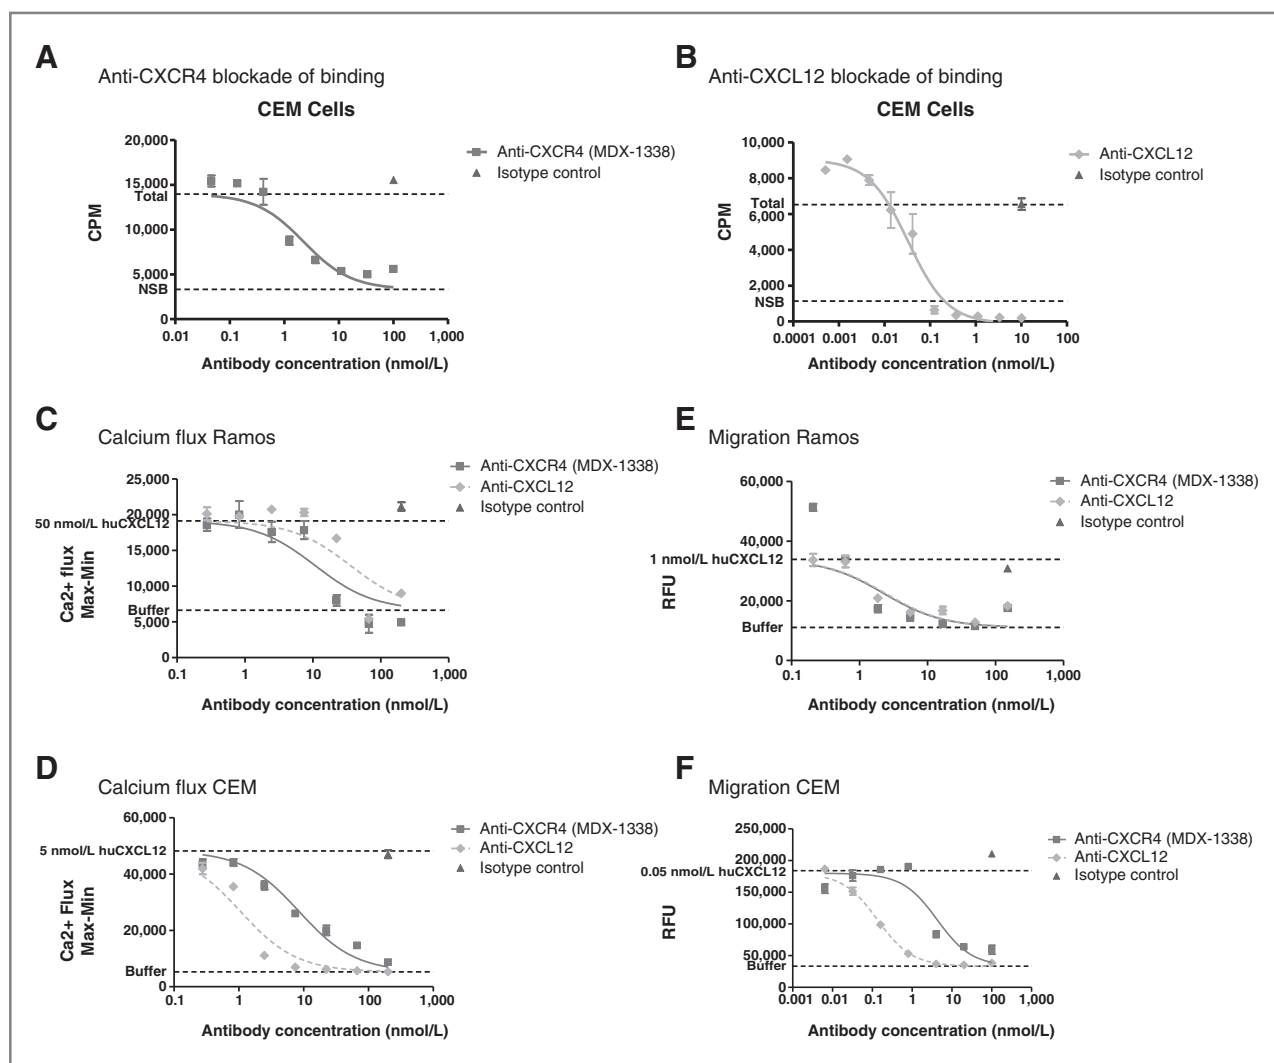 A
Anti-CXCR4 blockade of binding
CEM Cells
20,000
15,000
Total
10,000
5,000
NSB
0
CPM
0.01
0.1
1
10
100
1,000
Antibody concentration (nmol/L)
Anti-CXCR4 (MDX-1338)
Isotype control
B
Anti-CXCL12 blockade of binding
CEM Cells
10,000
8,000
Total
6,000
4,000
2,000
NSB
0
CPM
0.0001
0.001
0.01
0.1
1
10
100
Antibody concentration (nmol/L)
Anti-CXCL12
Isotype control
C
Calcium flux Ramos
25,000
20,000
50 nmol/L huCXCL12
15,000
10,000
Buffer
5,000
0
Ca2+ flux
Max-Min
0.1
1
10
100
1,000
Antibody concentration (nmol/L)
Anti-CXCR4 (MDX-1338)
Anti-CXCL12
Isotype control
E
Migration Ramos
60,000
40,000
1 nmol/L huCXCL12
20,000
Buffer
0
RFU
0.1
1
10
100
1,000
Antibody concentration (nmol/L)
Anti-CXCR4 (MDX-1338)
Anti-CXCL12
Isotype control
D
Calcium flux CEM
60,000
5 nmol/L huCXCL12
40,000
20,000
Buffer
0
Ca2+ Flux
Max-Min
0.1
1
10
100
1,000
Antibody concentration (nmol/L)
Anti-CXCR4 (MDX-1338)
Anti-CXCL12
Isotype control
F
Migration CEM
250,000
200,000
0.05 nmol/L huCXCL12
150,000
100,000
50,000
Buffer
0
RFU
0.001
0.01
0.1
1
10
100
1,000
Antibody concentration (nmol/L)
Anti-CXCR4 (MDX-1338)
Anti-CXCL12
Isotype control